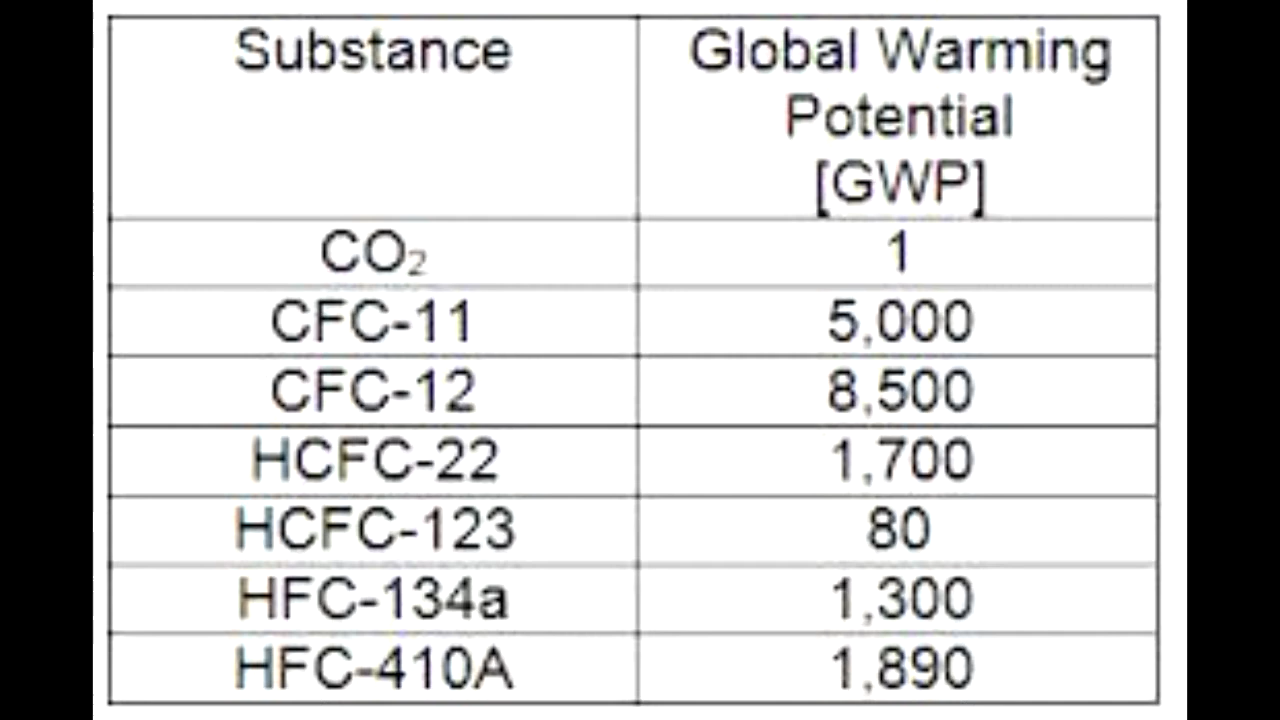 Substance
Global Warming
Potential
[GWP]
CO₂
1
CFC-11
5,000
CFC-12
8,500
HCFC-22
1,700
HCFC-123
80
HFC-134a
1,300
HFC-410A
1,890